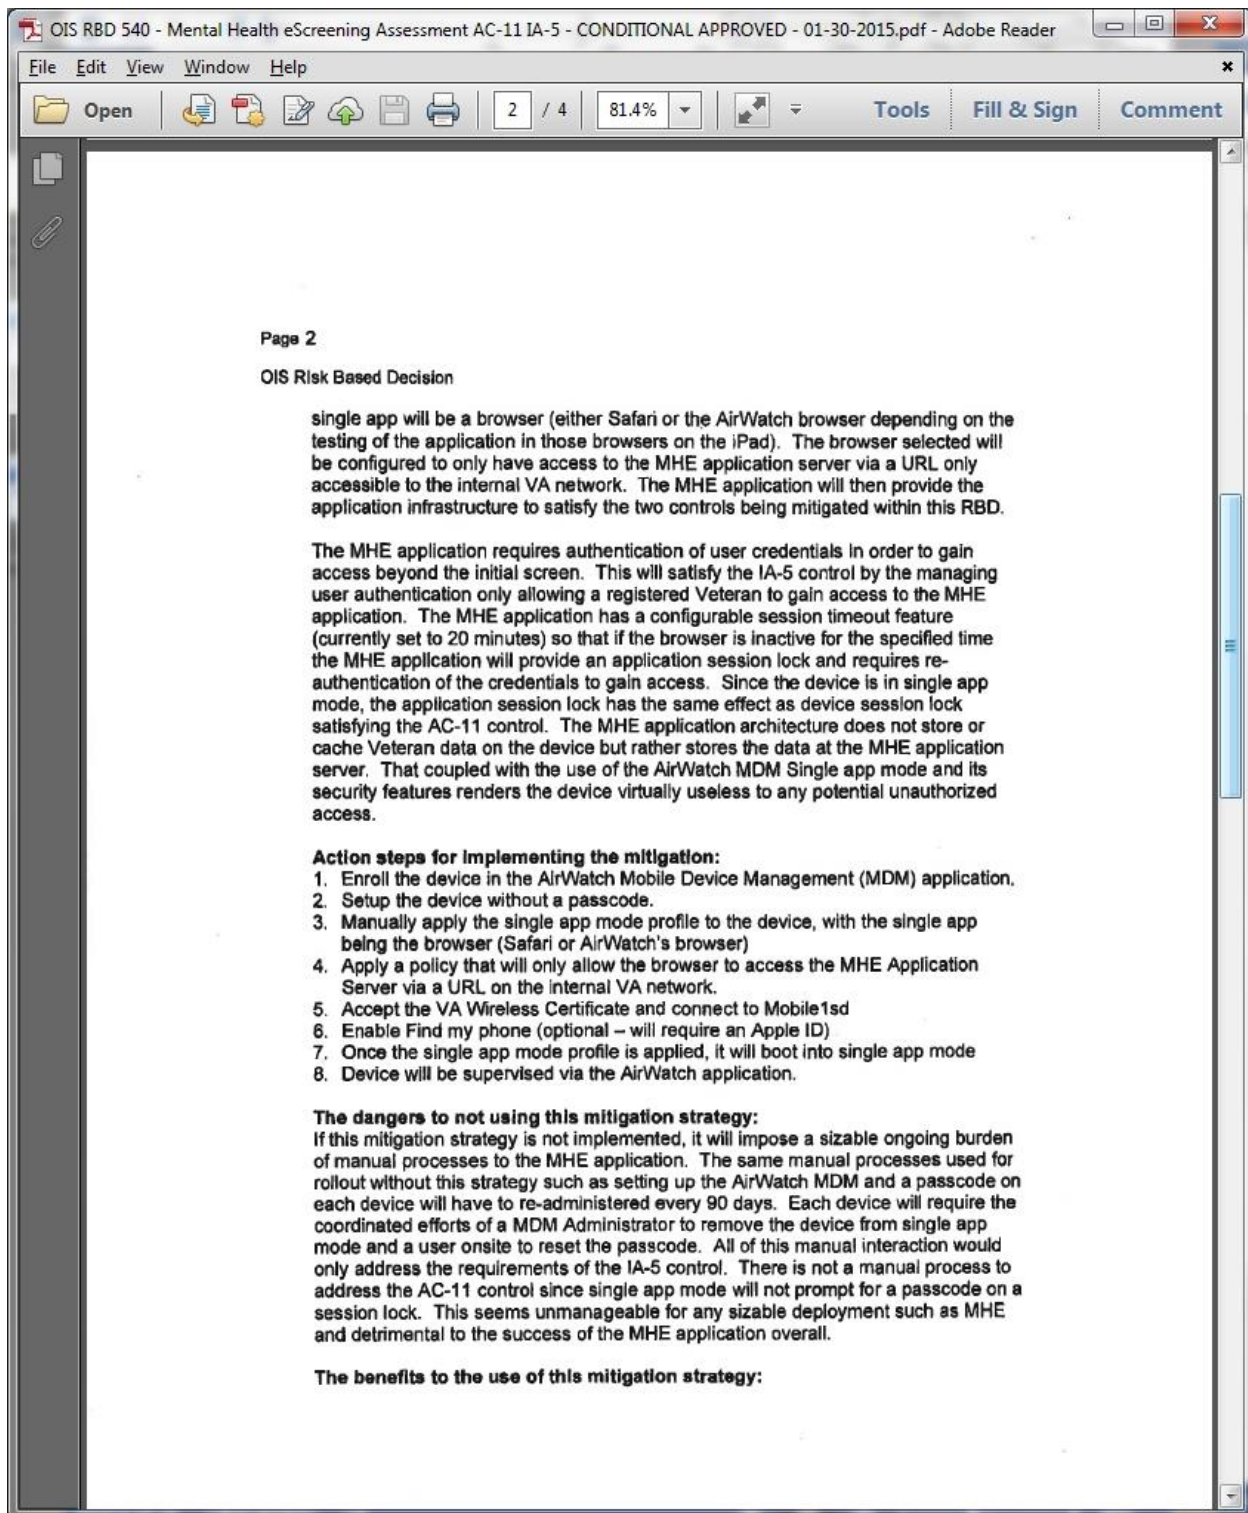 OIS RBD 540 - Mental Health eScreening Assessment AC-11 IA-5 - CONDITIONAL APPROVED - 01-30-2015.pdf - Adobe Reader
File Edit View Window Help
Open 2 / 4 81.4% Tools Fill & Sign Comment
Page 2
OIS Risk Based Decision
single app will be a browser (either Safari or the AirWatch browser depending on the
testing of the application in those browsers on the iPad). The browser selected will
be configured to only have access to the MHE application server via a URL only
accessible to the internal VA network. The MHE application will then provide the
application infrastructure to satisfy the two controls being mitigated within this RBD.
The MHE application requires authentication of user credentials in order to gain
access beyond the initial screen. This will satisfy the IA-5 control by the managing
user authentication only allowing a registered Veteran to gain access to the MHE
application. The MHE application has a configurable session timeout feature
(currently set to 20 minutes) so that if the browser is inactive for the specified time
the MHE application will provide an application session lock and requires re-
authentication of the credentials to gain access. Since the device is in single app
mode, the application session lock has the same effect as device session lock
satisfying the AC-11 control. The MHE application architecture does not store or
cache Veteran data on the device but rather stores the data at the MHE application
server. That coupled with the use of the AirWatch MDM Single app mode and its
security features renders the device virtually useless to any potential unauthorized
access.
Action steps for implementing the mitigation:
1. Enroll the device in the AirWatch Mobile Device Management (MDM) application.
2. Setup the device without a passcode.
3. Manually apply the single app mode profile to the device, with the single app
being the browser (Safari or AirWatch's browser)
4. Apply a policy that will only allow the browser to access the MHE Application
Server via a URL on the internal VA network.
5. Accept the VA Wireless Certificate and connect to Mobile1sd
6. Enable Find my phone (optional – will require an Apple ID)
7. Once the single app mode profile is applied, it will boot into single app mode
8. Device will be supervised via the AirWatch application.
The dangers to not using this mitigation strategy:
If this mitigation strategy is not implemented, it will impose a sizable ongoing burden
of manual processes to the MHE application. The same manual processes used for
rollout without this strategy such as setting up the AirWatch MDM and a passcode on
each device will have to re-administered every 90 days. Each device will require the
coordinated efforts of a MDM Administrator to remove the device from single app
mode and a user onsite to reset the passcode. All of this manual interaction would
only address the requirements of the IA-5 control. There is not a manual process to
address the AC-11 control since single app mode will not prompt for a passcode on a
session lock. This seems unmanageable for any sizable deployment such as MHE
and detrimental to the success of the MHE application overall.
The benefits to the use of this mitigation strategy: